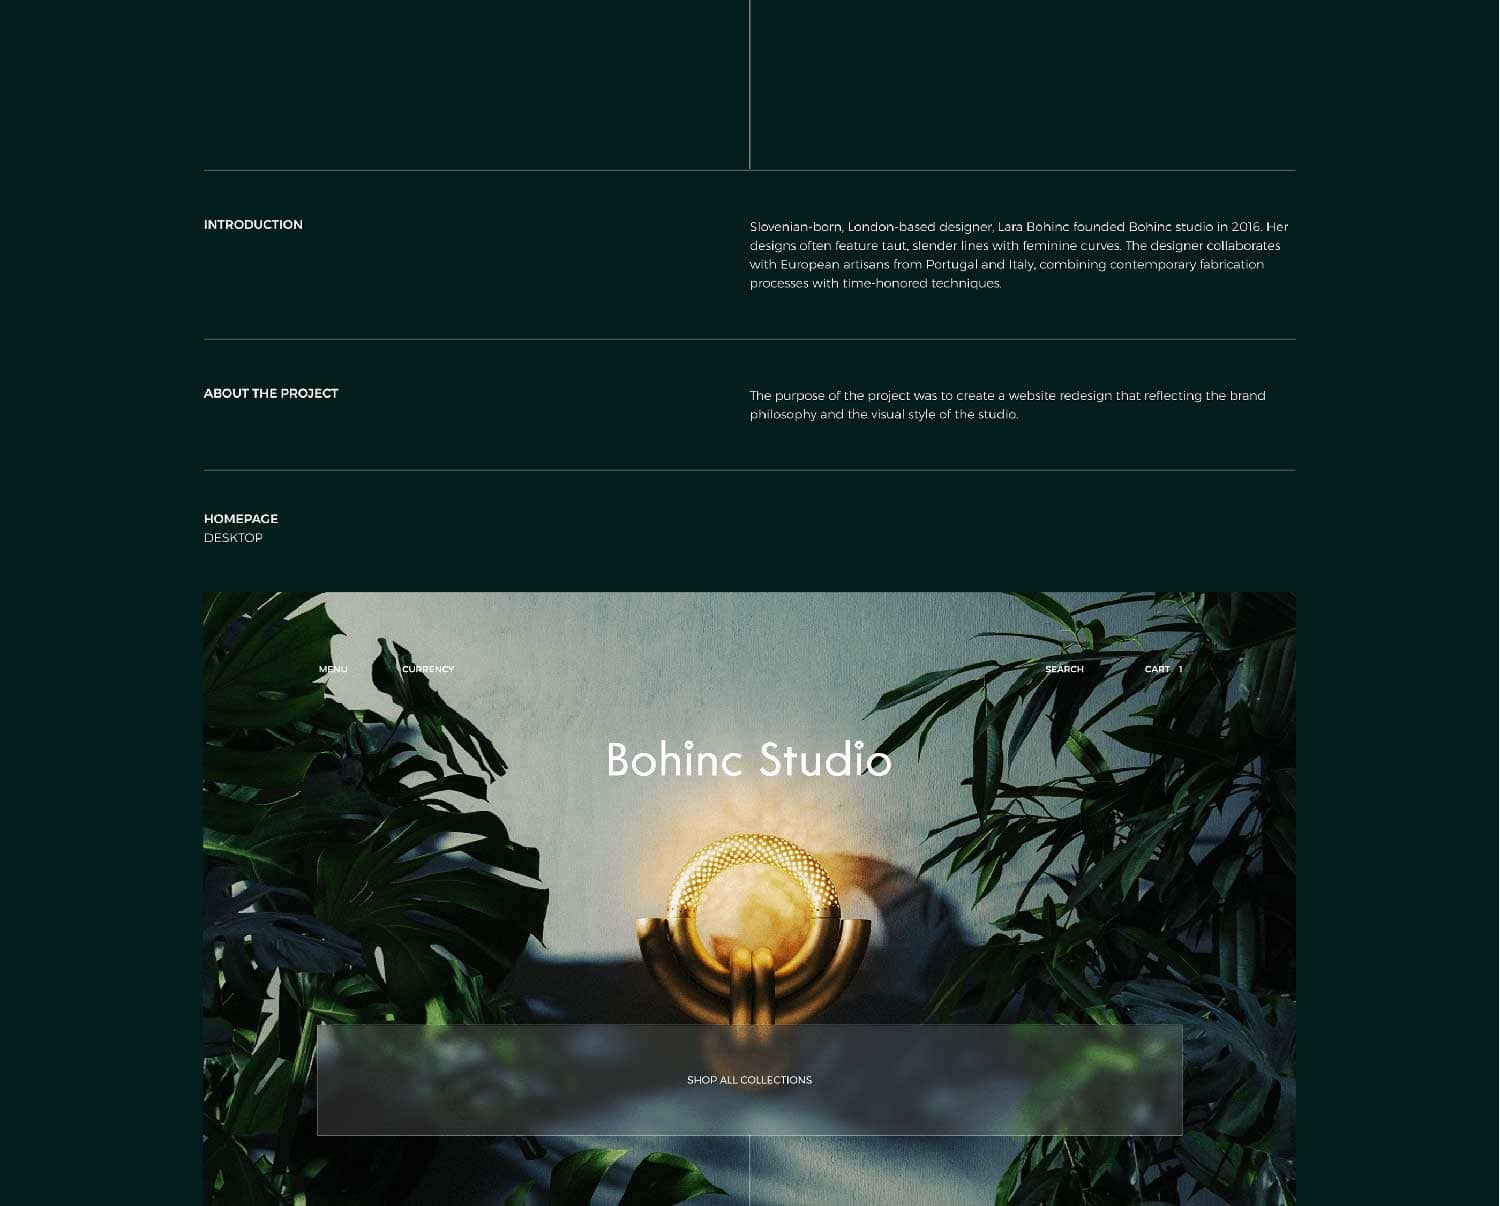 INTRODUCTION
Slovenian-born, London-based designer, Lara Bohinc founded Bohinc studio in 2016. Her
designs often feature taut, slender lines with feminine curves. The designer collaborates
with European artisans from Portugal and Italy, combining contemporary fabrication
processes with time-honored techniques.
ABOUT THE PROJECT
The purpose of the project was to create a website redesign that reflecting the brand
philosophy and the visual style of the studio.
HOMEPAGE
DESKTOP
MENU CURRENCY SEARCH CART 1
Bohinc Studio
SHOP ALL COLLECTIONS